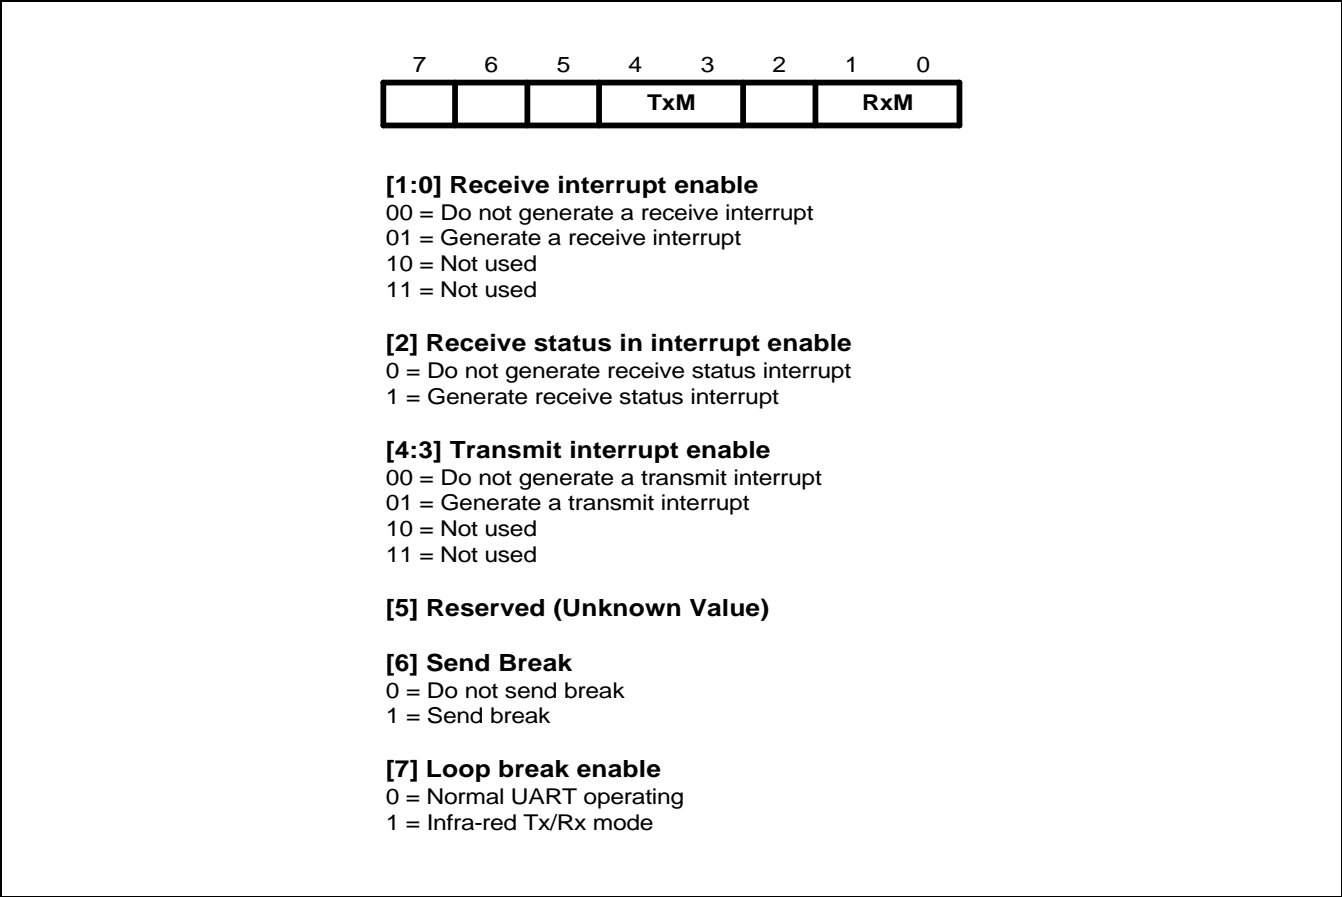 7 6 5 4 3 2 1 0
TxM RxM
[1:0] Receive interrupt enable
00 = Do not generate a receive interrupt
01 = Generate a receive interrupt
10 = Not used
11 = Not used
[2] Receive status in interrupt enable
0 = Do not generate receive status interrupt
1 = Generate receive status interrupt
[4:3] Transmit interrupt enable
00 = Do not generate a transmit interrupt
01 = Generate a transmit interrupt
10 = Not used
11 = Not used
[5] Reserved (Unknown Value)
[6] Send Break
0 = Do not send break
1 = Send break
[7] Loop break enable
0 = Normal UART operating
1 = Infra-red Tx/Rx mode